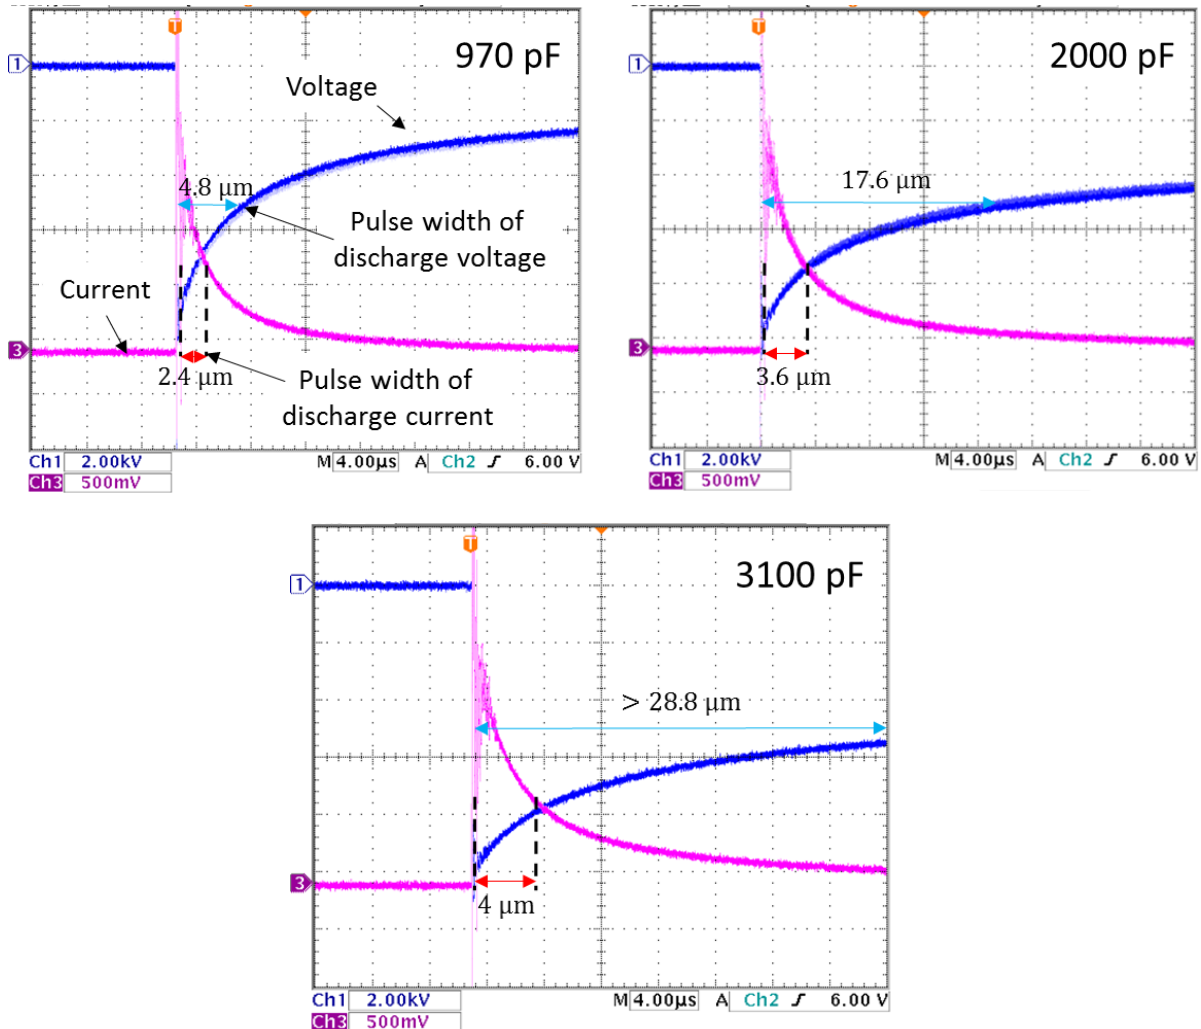 T
1
970 pF
Voltage
4.8 μm
Pulse width of
discharge voltage
Current
3
2.4 μm
Pulse width of
discharge current
Ch1 2.00kV M 4.00μs A Ch2 6.00 V
Ch3 500mV
T
1
2000 pF
17.6 μm
3
3.6 μm
Ch1 2.00kV M 4.00μs A Ch2 6.00 V
Ch3 500mV
T
1
3100 pF
> 28.8 μm
3
4 μm
Ch1 2.00kV M 4.00μs A Ch2 6.00 V
Ch3 500mV